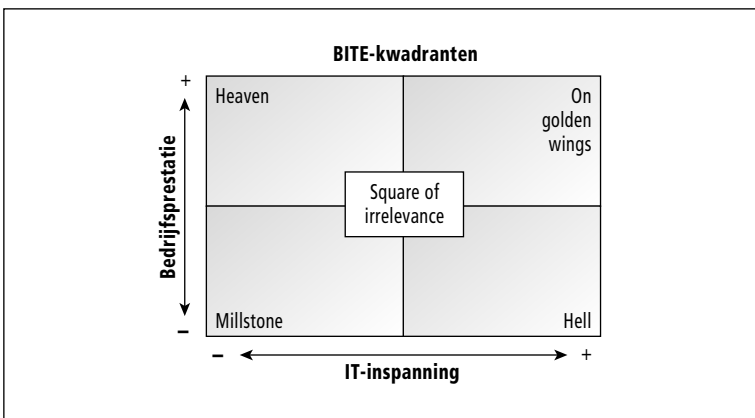 BITE-kwadranten
+
Heaven
On
golden
wings
Bedrijfsprestatie
Square of
irrelevance
Millstone
Hell
–
– +
IT-inspanning